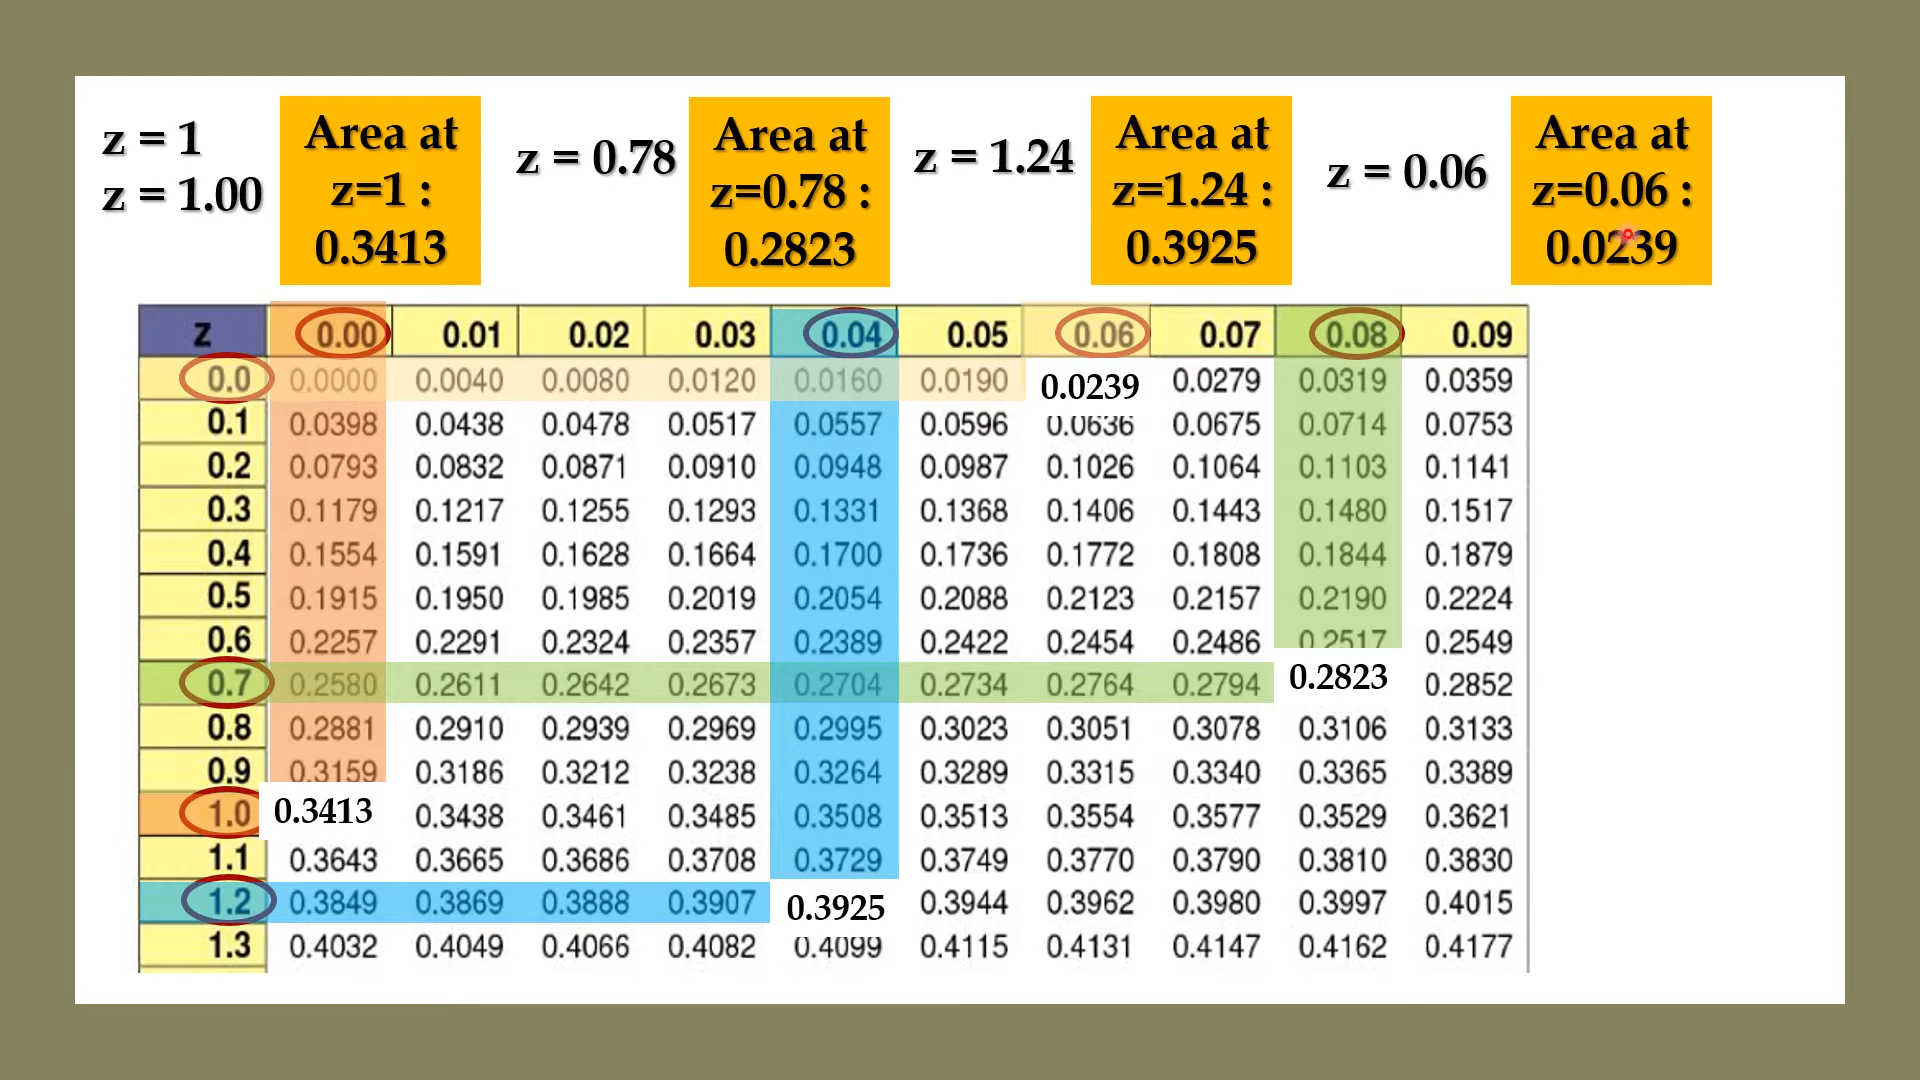 z = 1
z = 1.00
Area at
z=1 :
0.3413
z = 0.78
Area at
z=0.78 :
0.2823
z = 1.24
Area at
z=1.24 :
0.3925
z = 0.06
Area at
z=0.06 :
0.0239
z 0.00 0.01 0.02 0.03 0.04 0.05 0.06 0.07 0.08 0.09
0.0 0.0000 0.0040 0.0080 0.0120 0.0160 0.0190 0.0239 0.0279 0.0319 0.0359
0.1 0.0398 0.0438 0.0478 0.0517 0.0557 0.0596 0.0636 0.0675 0.0714 0.0753
0.2 0.0793 0.0832 0.0871 0.0910 0.0948 0.0987 0.1026 0.1064 0.1103 0.1141
0.3 0.1179 0.1217 0.1255 0.1293 0.1331 0.1368 0.1406 0.1443 0.1480 0.1517
0.4 0.1554 0.1591 0.1628 0.1664 0.1700 0.1736 0.1772 0.1808 0.1844 0.1879
0.5 0.1915 0.1950 0.1985 0.2019 0.2054 0.2088 0.2123 0.2157 0.2190 0.2224
0.6 0.2257 0.2291 0.2324 0.2357 0.2389 0.2422 0.2454 0.2486 0.2517 0.2549
0.7 0.2580 0.2611 0.2642 0.2673 0.2704 0.2734 0.2764 0.2794 0.2823 0.2852
0.8 0.2881 0.2910 0.2939 0.2969 0.2995 0.3023 0.3051 0.3078 0.3106 0.3133
0.9 0.3159 0.3186 0.3212 0.3238 0.3264 0.3289 0.3315 0.3340 0.3365 0.3389
1.0 0.3413 0.3438 0.3461 0.3485 0.3508 0.3513 0.3554 0.3577 0.3529 0.3621
1.1 0.3643 0.3665 0.3686 0.3708 0.3729 0.3749 0.3770 0.3790 0.3810 0.3830
1.2 0.3849 0.3869 0.3888 0.3907 0.3925 0.3944 0.3962 0.3980 0.3997 0.4015
1.3 0.4032 0.4049 0.4066 0.4082 0.4099 0.4115 0.4131 0.4147 0.4162 0.4177